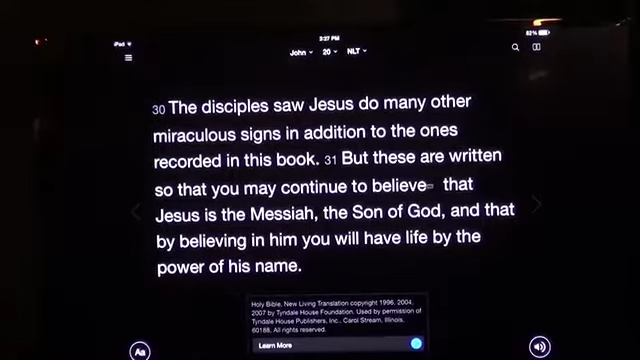 iPad
3:27 PM
82%
John 20 NLT
30 The disciples saw Jesus do many other
miraculous signs in addition to the ones
recorded in this book. 31 But these are written
so that you may continue to believe that
Jesus is the Messiah, the Son of God, and that
by believing in him you will have life by the
power of his name.
Holy Bible, New Living Translation copyright 1996, 2004,
2007 by Tyndale House Foundation. Used by permission of
Tyndale House Publishers, Inc., Carol Stream, Illinois,
60188. All rights reserved.
Learn More
Aa